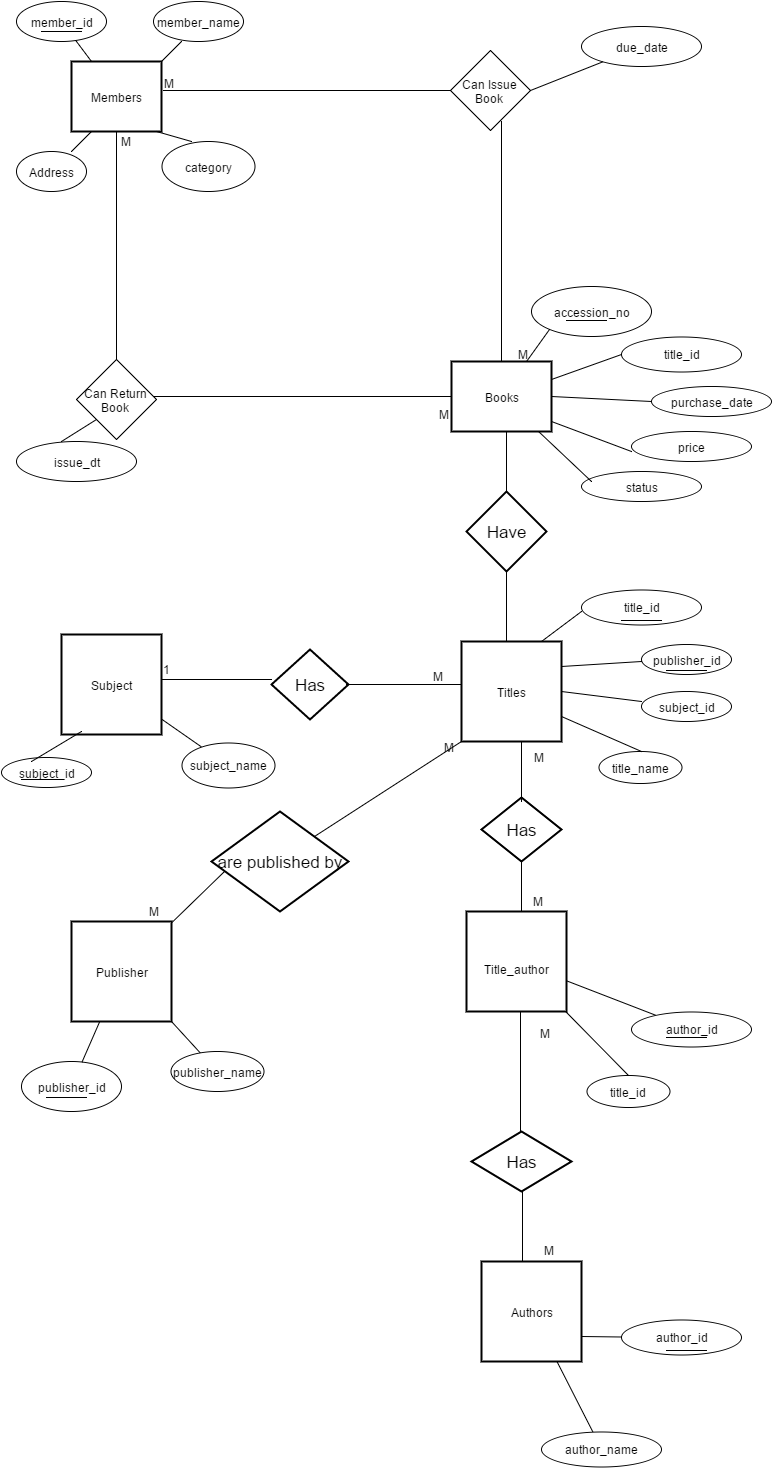 member_id
member_name
due_date
M
Can Issue
Book
Members
M
Address
category
accession_no
M
title_id
Can Return
Book
Books
purchase_date
M
price
issue_dt
status
Have
title_id
publisher_id
1
M
Subject
Has
Titles
subject_id
M
M
subject_id
subject_name
title_name
Has
are published by
M
M
Publisher
Title_author
author_id
M
publisher_id
publisher_name
title_id
Has
M
Authors
author_id
author_name